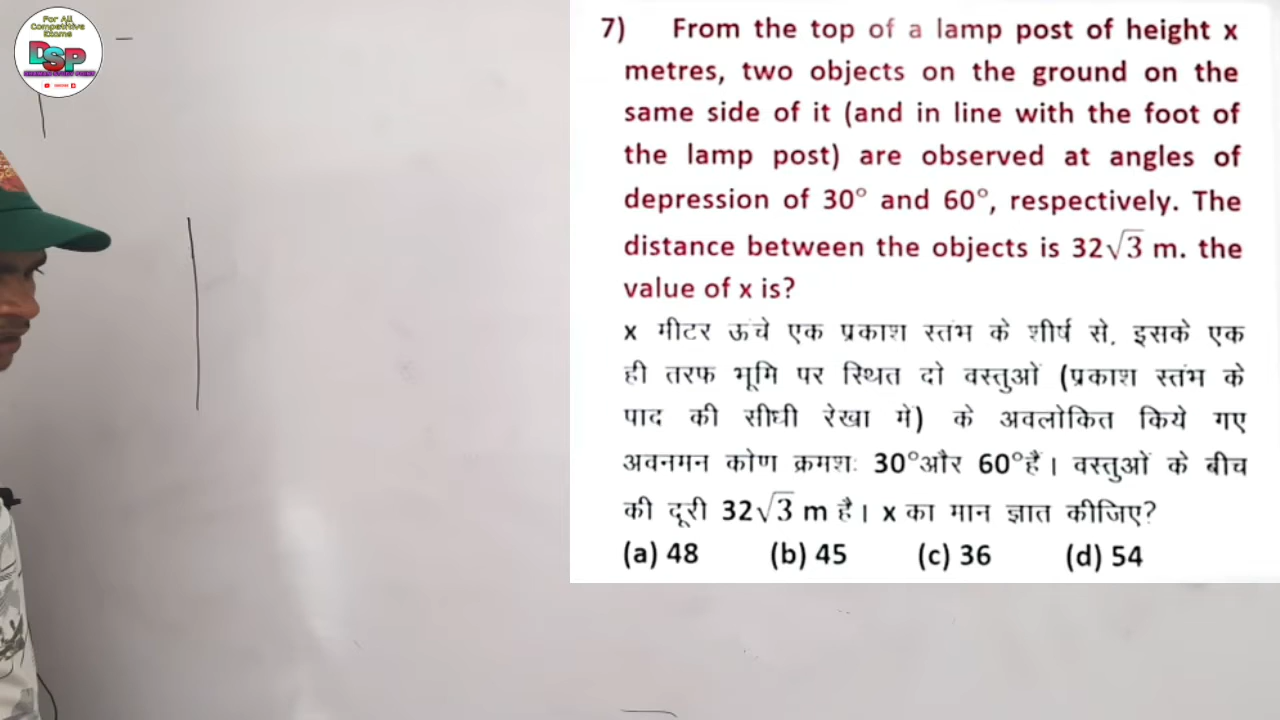 For All
Competitive
Exams
DSP
7) From the top of a lamp post of height x
metres, two objects on the ground on the
same side of it (and in line with the foot of
the lamp post) are observed at angles of
depression of 30° and 60°, respectively. The
distance between the objects is 32√3 m. the
value of x is?
x मीटर ऊंचे एक प्रकाश स्तंभ के शीर्ष से, इसके एक
ही तरफ भूमि पर स्थित दो वस्तुओं (प्रकाश स्तंभ के
पाद की सीधी रेखा में) के अवलोकित किये गए
अवनमन कोण क्रमशः 30°और 60°हैं। वस्तुओं के बीच
की दूरी 32√3 m है। x का मान ज्ञात कीजिए?
(a) 48 (b) 45 (c) 36 (d) 54